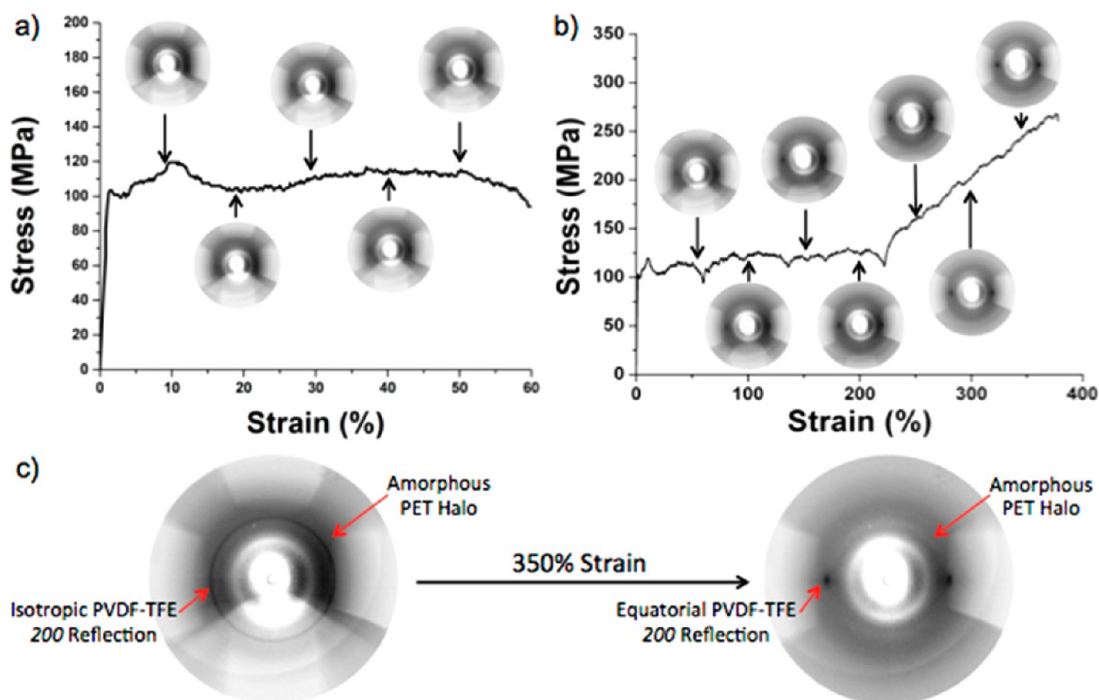 a)
200
180
160
140
120
100
80
60
40
20
0
Stress (MPa)
0 10 20 30 40 50 60
Strain (%)
b)
350
300
250
200
150
100
50
0
Stress (MPa)
0 100 200 300 400
Strain (%)
c)
Amorphous
PET Halo
Isotropic PVDF-TFE
200 Reflection
350% Strain
Amorphous
PET Halo
Equatorial PVDF-TFE
200 Reflection